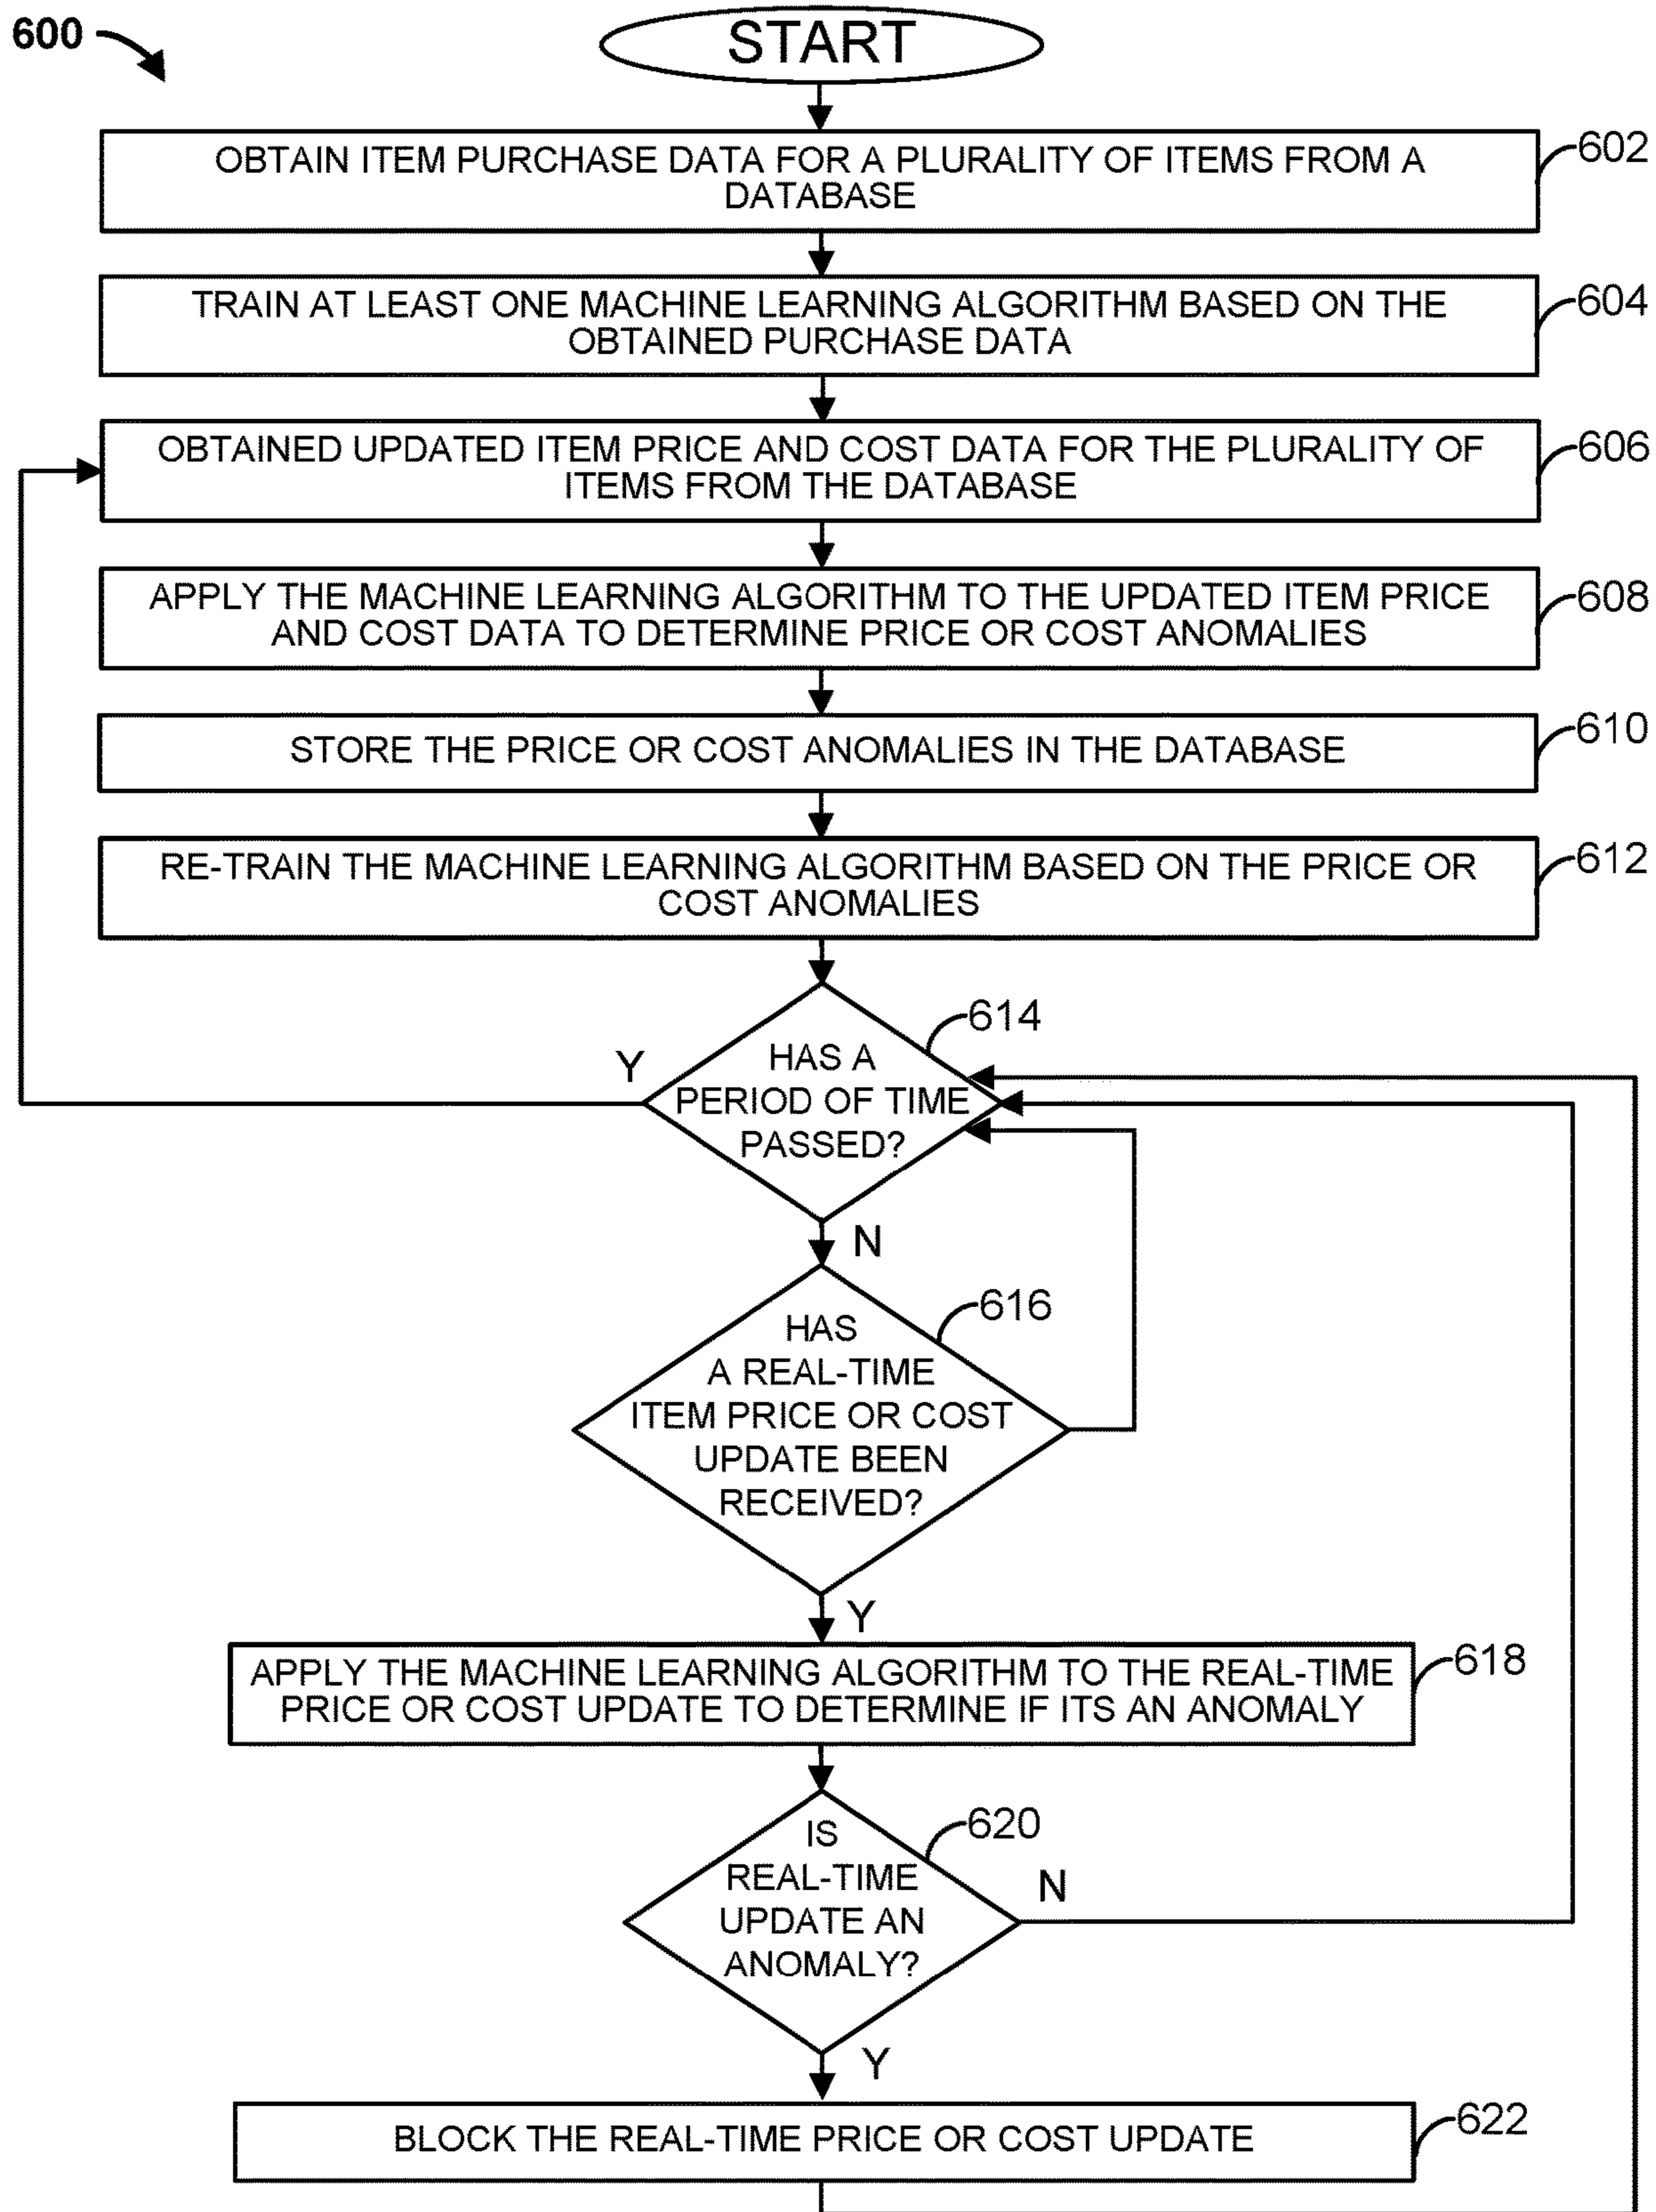 600
START
OBTAIN ITEM PURCHASE DATA FOR A PLURALITY OF ITEMS FROM A
DATABASE
602
TRAIN AT LEAST ONE MACHINE LEARNING ALGORITHM BASED ON THE
OBTAINED PURCHASE DATA
604
OBTAINED UPDATED ITEM PRICE AND COST DATA FOR THE PLURALITY OF
ITEMS FROM THE DATABASE
606
APPLY THE MACHINE LEARNING ALGORITHM TO THE UPDATED ITEM PRICE
AND COST DATA TO DETERMINE PRICE OR COST ANOMALIES
608
STORE THE PRICE OR COST ANOMALIES IN THE DATABASE
610
RE-TRAIN THE MACHINE LEARNING ALGORITHM BASED ON THE PRICE OR
COST ANOMALIES
612
614
Y
HAS A
PERIOD OF TIME
PASSED?
N
616
HAS
A REAL-TIME
ITEM PRICE OR COST
UPDATE BEEN
RECEIVED?
Y
APPLY THE MACHINE LEARNING ALGORITHM TO THE REAL-TIME
PRICE OR COST UPDATE TO DETERMINE IF ITS AN ANOMALY
618
620
IS
REAL-TIME
UPDATE AN
ANOMALY?
N
Y
BLOCK THE REAL-TIME PRICE OR COST UPDATE
622